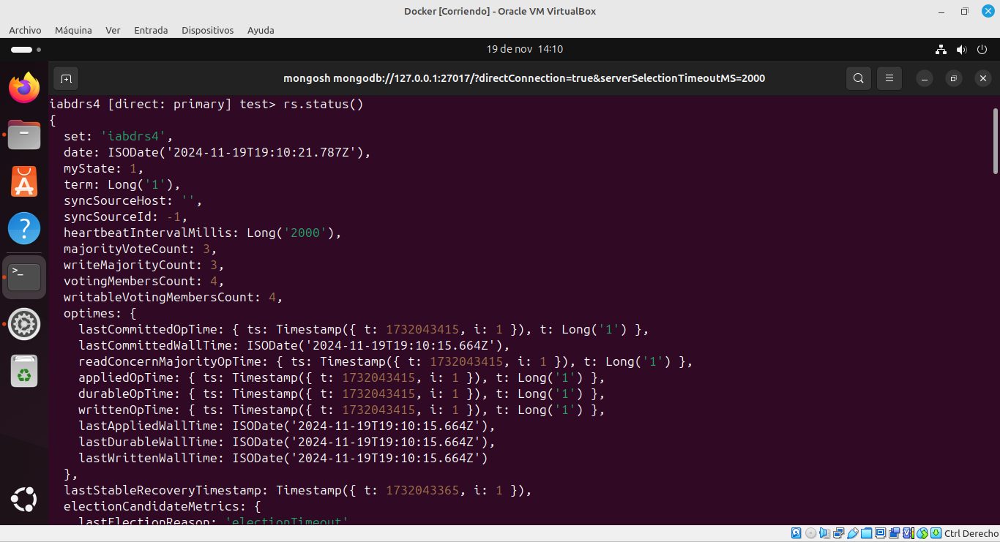 Docker [Corriendo] - Oracle VM VirtualBox
Archivo Máquina Ver Entrada Dispositivos Ayuda
19 de nov 14:10
mongosh mongodb://127.0.0.1:27017/?directConnection=true&serverSelectionTimeoutMS=2000
iabdrs4 [direct: primary] test> rs.status()
{
  set: 'iabdrs4',
  date: ISODate('2024-11-19T19:10:21.787Z'),
  myState: 1,
  term: Long('1'),
  syncSourceHost: '',
  syncSourceId: -1,
  heartbeatIntervalMillis: Long('2000'),
  majorityVoteCount: 3,
  writeMajorityCount: 3,
  votingMembersCount: 4,
  writableVotingMembersCount: 4,
  optimes: {
    lastCommittedOpTime: { ts: Timestamp({ t: 1732043415, i: 1 }), t: Long('1') },
    lastCommittedWallTime: ISODate('2024-11-19T19:10:15.664Z'),
    readConcernMajorityOpTime: { ts: Timestamp({ t: 1732043415, i: 1 }), t: Long('1') },
    appliedOpTime: { ts: Timestamp({ t: 1732043415, i: 1 }), t: Long('1') },
    durableOpTime: { ts: Timestamp({ t: 1732043415, i: 1 }), t: Long('1') },
    writtenOpTime: { ts: Timestamp({ t: 1732043415, i: 1 }), t: Long('1') },
    lastAppliedWallTime: ISODate('2024-11-19T19:10:15.664Z'),
    lastDurableWallTime: ISODate('2024-11-19T19:10:15.664Z'),
    lastWrittenWallTime: ISODate('2024-11-19T19:10:15.664Z')
  },
  lastStableRecoveryTimestamp: Timestamp({ t: 1732043365, i: 1 }),
  electionCandidateMetrics: {
    lastElectionReason: 'electionTimeout'
Ctrl Derecho